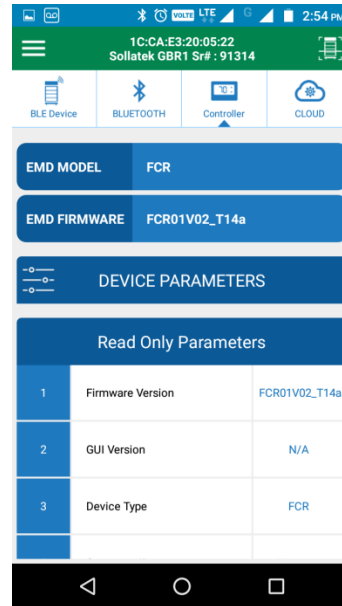 VOLTE LTE G 2:54 PM
1C:CA:E3:20:05:22
Sollatek GBR1 Sr# : 91314
BLE Device BLUETOOTH Controller CLOUD
EMD MODEL FCR
EMD FIRMWARE FCR01V02_T14a
DEVICE PARAMETERS
Read Only Parameters
1 Firmware Version FCR01V02_T14a
2 GUI Version N/A
3 Device Type FCR